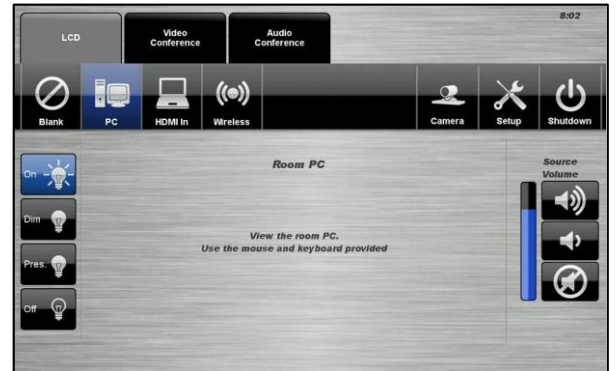 8:02
LCD
Video
Conference
Audio
Conference
Blank
PC
HDMI In
Wireless
Camera
Setup
Shutdown
Room PC
Source
Volume
On
Dim
View the room PC.
Use the mouse and keyboard provided
Pres.
Off